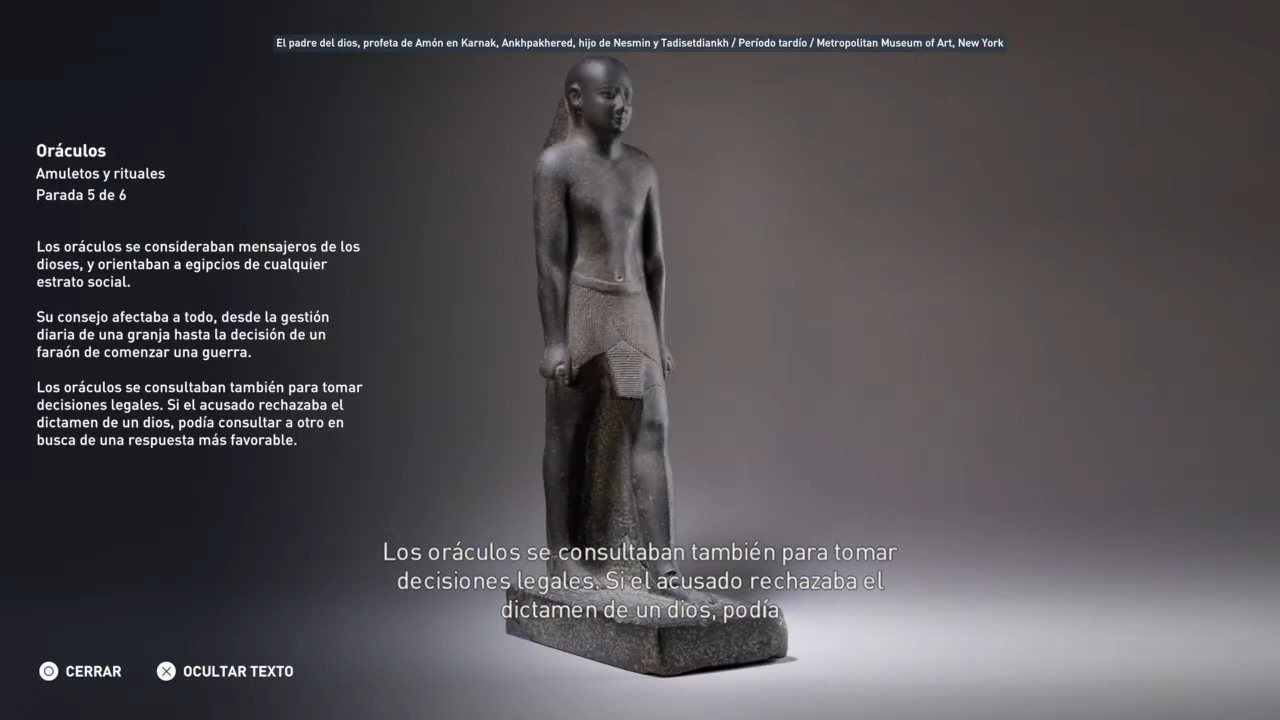 El padre del dios, profeta de Amón en Karnak, Ankhpakhered, hijo de Nesmin y Tadisetdiankh / Período tardío / Metropolitan Museum of Art, New York
Oráculos
Amuletos y rituales
Parada 5 de 6
Los oráculos se consideraban mensajeros de los
dioses, y orientaban a egipcios de cualquier
estrato social.
Su consejo afectaba a todo, desde la gestión
diaria de una granja hasta la decisión de un
faraón de comenzar una guerra.
Los oráculos se consultaban también para tomar
decisiones legales. Si el acusado rechazaba el
dictamen de un dios, podía consultar a otro en
busca de una respuesta más favorable.
Los oráculos se consultaban también para tomar
decisiones legales. Si el acusado rechazaba el
dictamen de un dios, podía
CERRAR
OCULTAR TEXTO